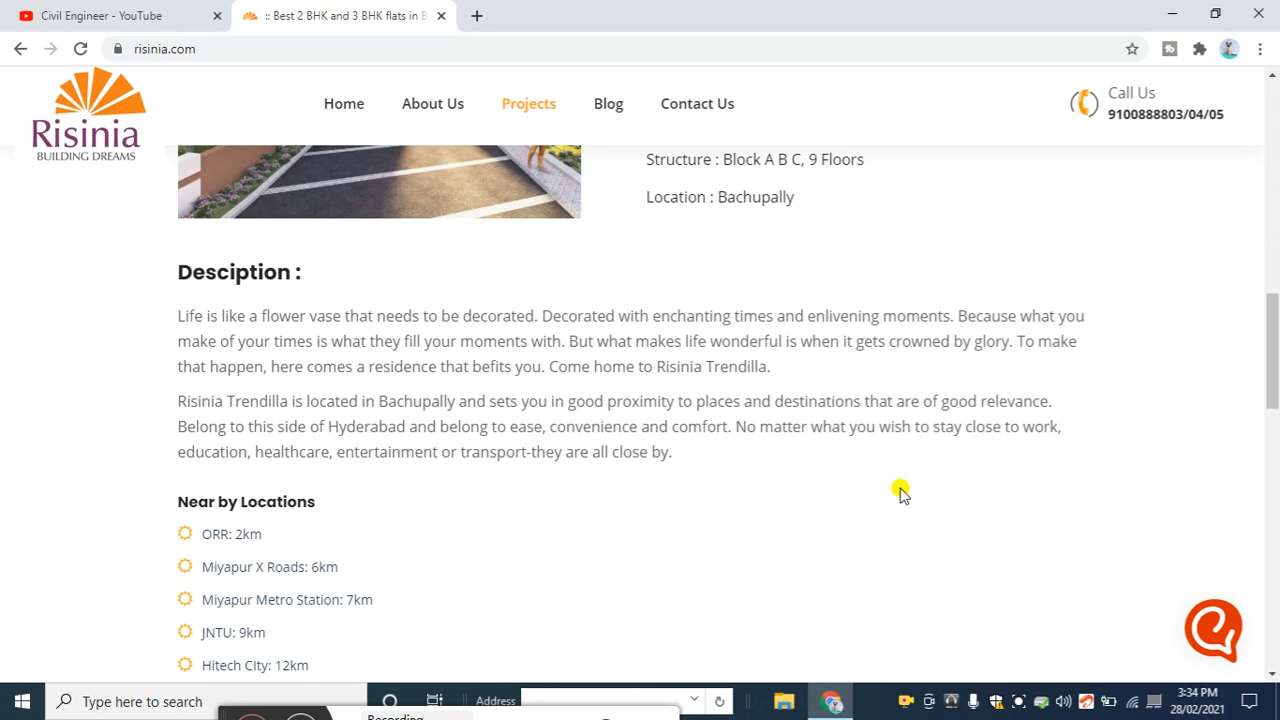 Civil Engineer - YouTube
:: Best 2 BHK and 3 BHK flats in B
risinia.com
Risinia
BUILDING DREAMS
Home
About Us
Projects
Blog
Contact Us
Call Us
9100888803/04/05
Structure : Block A B C, 9 Floors
Location : Bachupally
Desciption :
Life is like a flower vase that needs to be decorated. Decorated with enchanting times and enlivening moments. Because what you
make of your times is what they fill your moments with. But what makes life wonderful is when it gets crowned by glory. To make
that happen, here comes a residence that befits you. Come home to Risinia Trendilla.
Risinia Trendilla is located in Bachupally and sets you in good proximity to places and destinations that are of good relevance.
Belong to this side of Hyderabad and belong to ease, convenience and comfort. No matter what you wish to stay close to work,
education, healthcare, entertainment or transport-they are all close by.
Near by Locations
ORR: 2km
Miyapur X Roads: 6km
Miyapur Metro Station: 7km
JNTU: 9km
Hitech CIty: 12km
Type here to search
Address
Recording
3:34 PM
28/02/2021